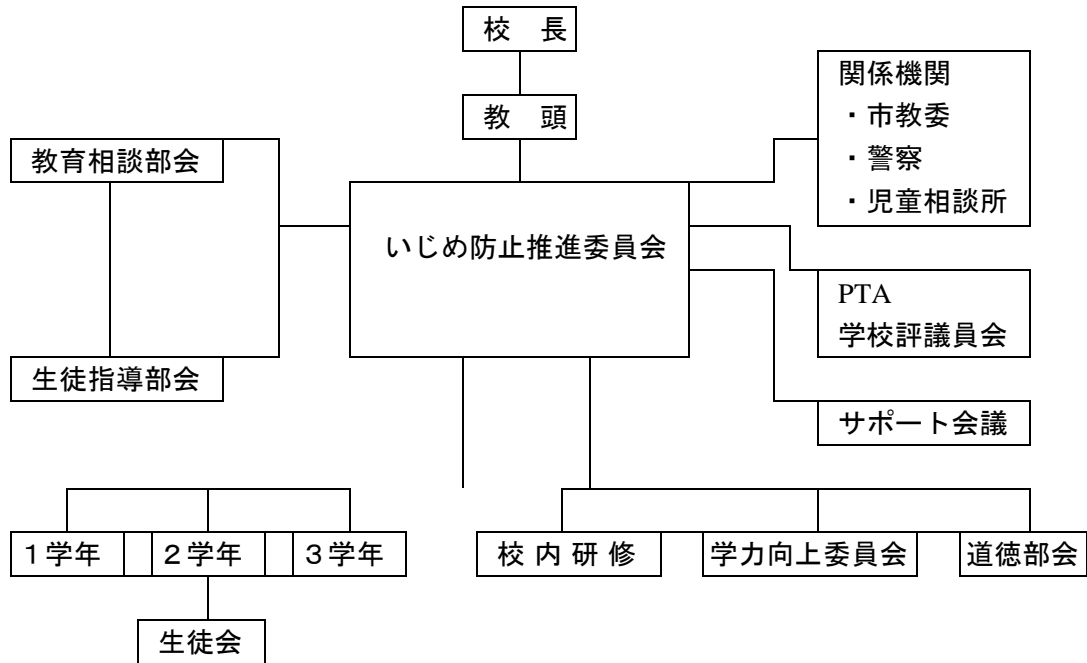 校　長
教　頭
関係機関
・市教委
・警察
・児童相談所
教育相談部会
いじめ防止推進委員会
PTA
学校評議員会
生徒指導部会
サポート会議
１学年
２学年
３学年
校 内 研 修
学力向上委員会
道徳部会
生徒会